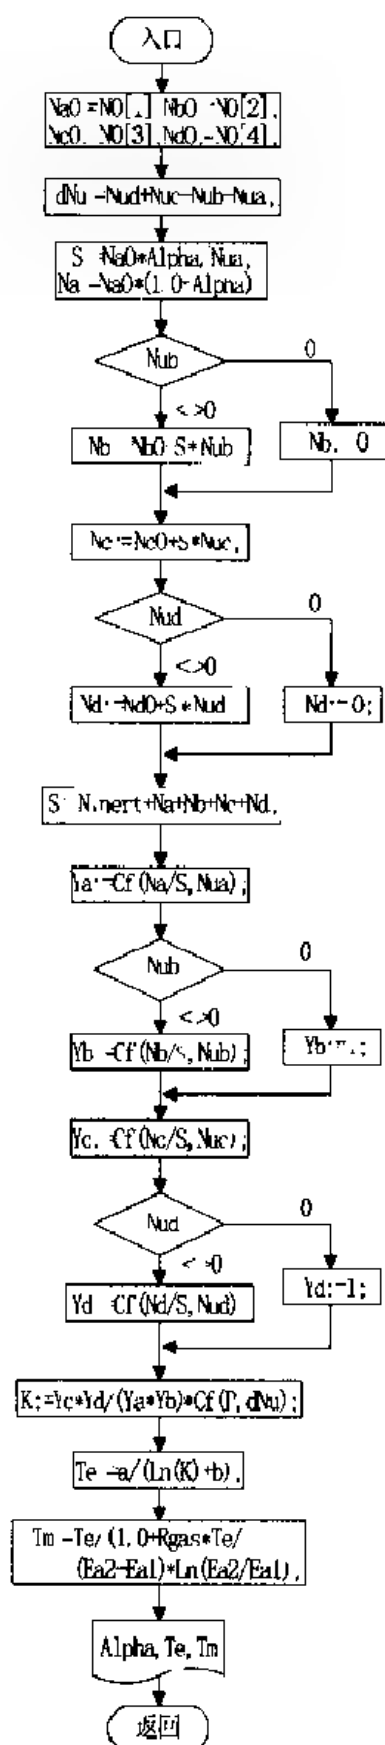 入口
Na0 =N0[.] Nb0 -N0[2],
Nc0. N0[3],Nd0.-N0[4],
dNu -Nud+Nuc-Nub-Nua,
S =Na0*Alpha, Nua,
Na -Na0*(1.0-Alpha)
Nub
0
<>0
Nb Nb0 S*Nub
Nb. 0
Nc:=Nc0+S*Nuc,
Nud
0
<>0
Nd:-Nd0+S*Nud
Nd:-0;
S: N.nert+Na+Nb+Nc+Nd,
Ya:-Cf(Na/S,Nua);
Nub
0
<>0
Yb -Cf(Nb/S, Nub);
Yc. =Cf(Nc/S,Nuc);
Nud
0
<>0
Yd =Cf(Nd/S,Nud)
Yd:-1;
K:=Yc*Yd/(Ya*Yb)*Cf(P,dNu);
Te -a/(Ln(K)+b),
Tm -Te/(1.0+Rgas*Te/
(Ea2-Ea1)*Ln(Ea2/Ea1),
Alpha,Te,Tm
返回